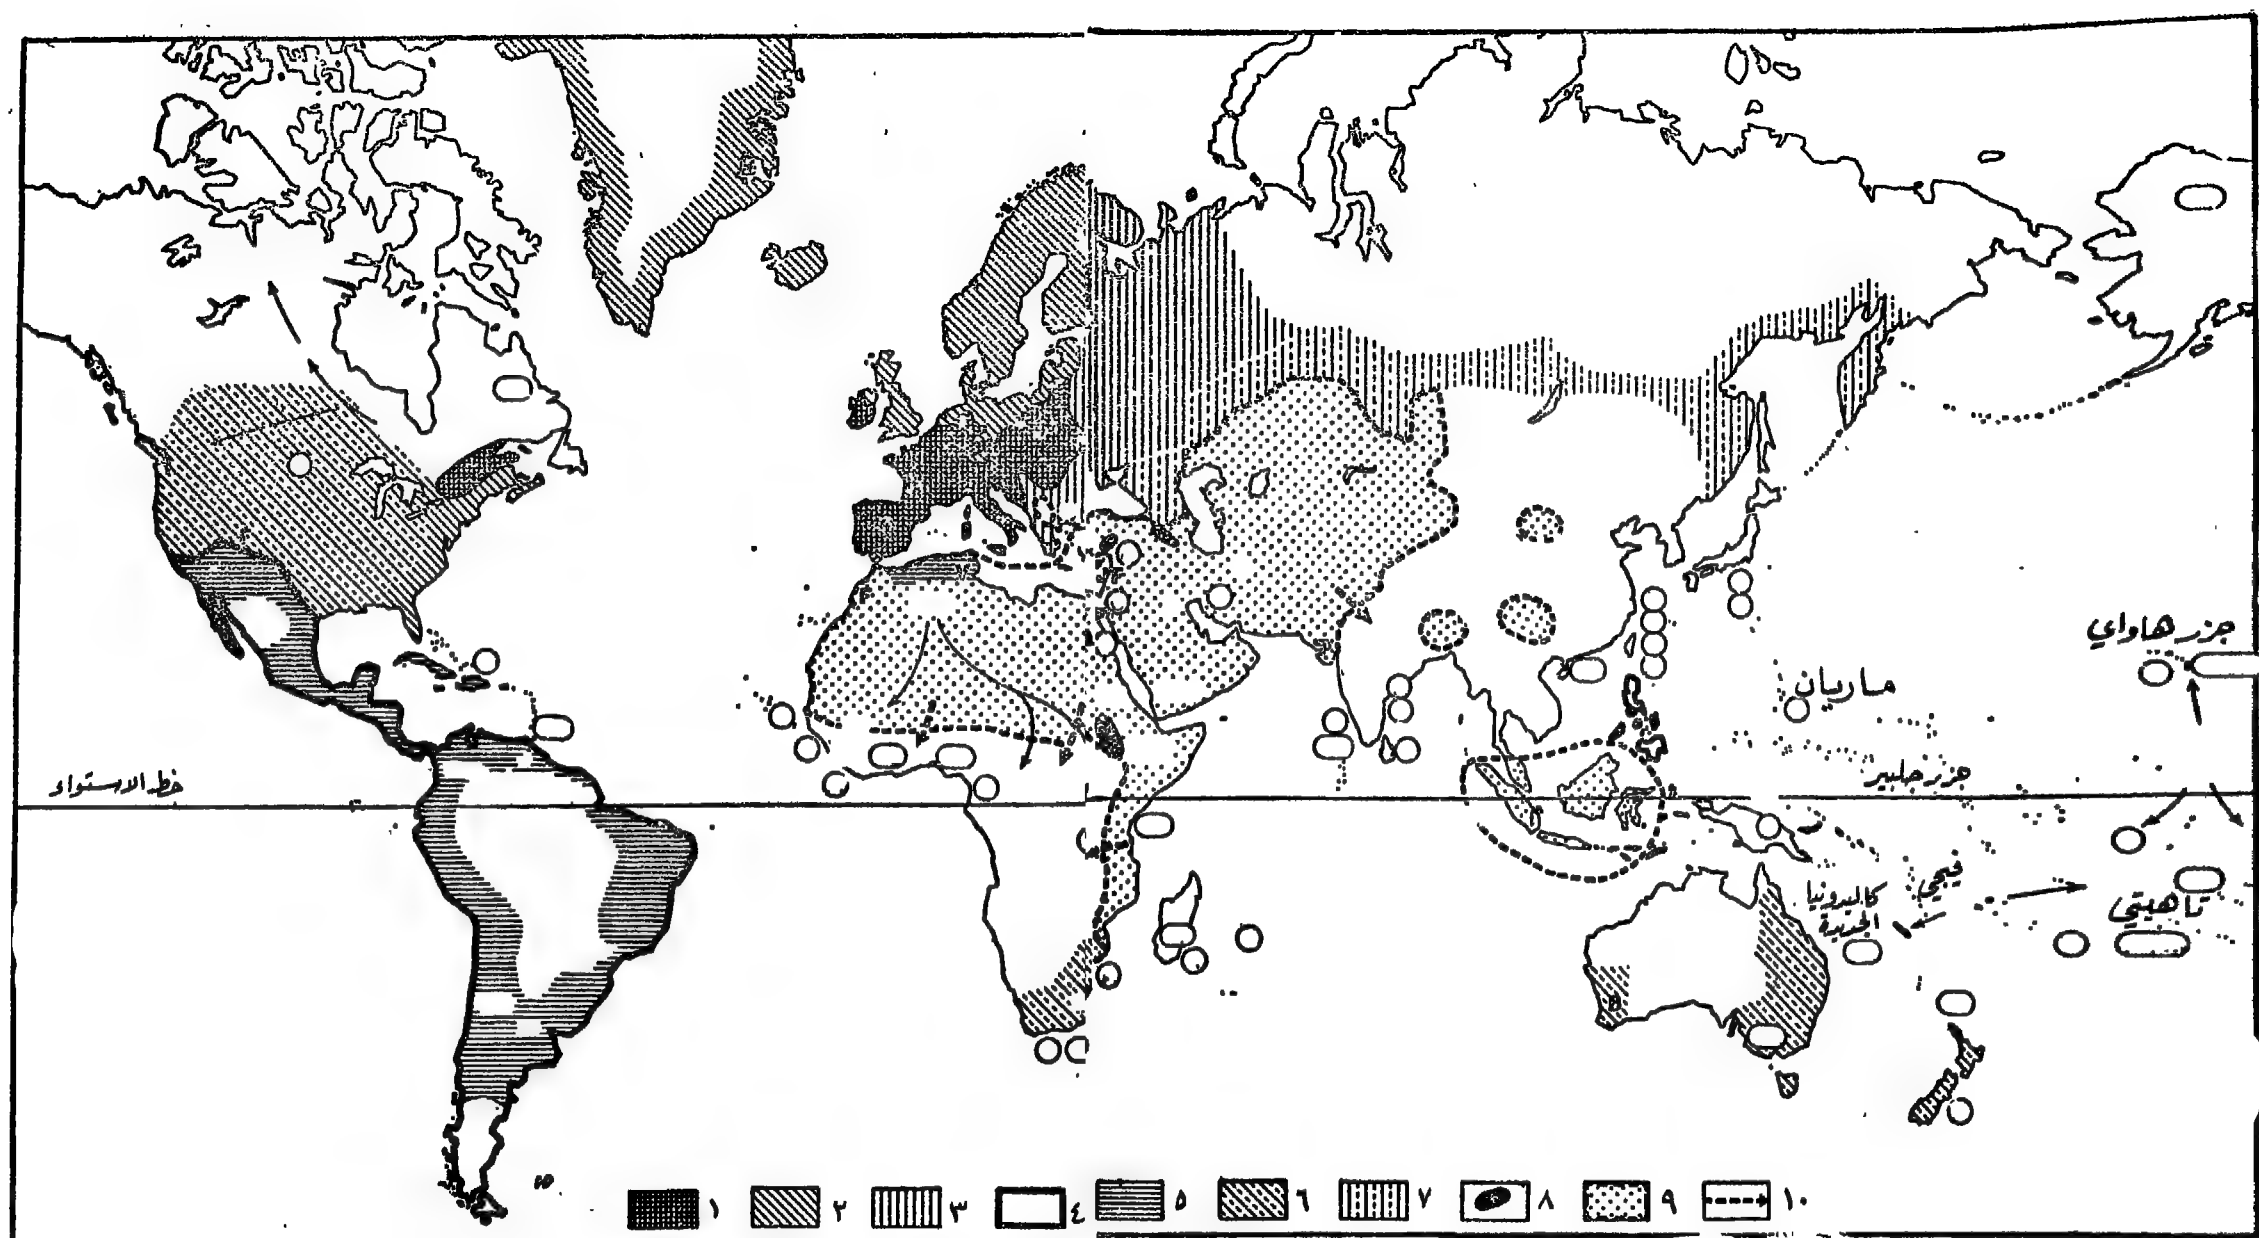 جزر هاواي
ماريان
خط الاستواء
جزر جلبير
فيجي
كاليدونيا
الجديدة
تاهيتي
١ ٢ ٣ ٤ ٥ ٦ ٧ ٨ ٩ ١٠